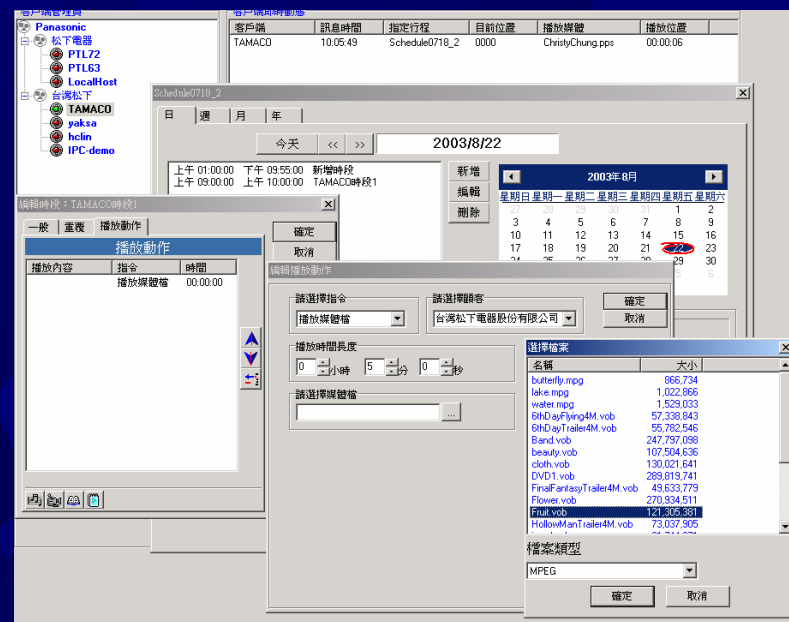 客戶端管理員
Panasonic
松下電器
PTL72
PTL63
LocalHost
台灣松下
TAMACO
yaksa
hclin
IPC-demo
客戶端即時動態
客戶端 訊息時間 指定行程 目前位置 播放媒體 播放位置
TAMACO 10:05:49 Schedule0718_2 0000 ChristyChung.pps 00:00:06
Schedule0718_2
日 週 月 年
今天 << >> 2003/8/22
上午 01:00:00 下午 09:55:00 新增時段
上午 09:00:00 上午 10:00:00 TAMACO時段1
新增
編輯
刪除
2003年8月
星期日 星期一 星期二 星期三 星期四 星期五 星期六
27 28 29 30 31 1 2
3 4 5 6 7 8 9
10 11 12 13 14 15 16
17 18 19 20 21 22 23
24 25 26 27 28 29 30
5 6
編輯時段：TAMACO時段1
一般 重覆 播放動作
確定
取消
播放動作
播放內容 指令 時間
播放媒體檔 00:00:00
編輯播放動作
請選擇指令
播放媒體檔
請選擇顧客
台灣松下電器股份有限公司
確定
取消
播放時間長度
0 小時 5 分 0 秒
請選擇媒體檔
...
選擇檔案
名稱 大小
butterfly.mpg 866,734
lake.mpg 1,022,866
water.mpg 1,529,033
6thDayFlying4M.vob 57,338,843
6thDayTrailer4M.vob 55,782,546
Band.vob 247,797,098
beauty.vob 107,504,636
cloth.vob 130,021,641
DVD1.vob 289,819,741
FinalFantasyTrailer4M.vob 49,633,779
Flower.vob 270,934,511
Fruit.vob 121,305,381
HollowManTrailer4M.vob 73,037,905
檔案類型
MPEG
確定 取消